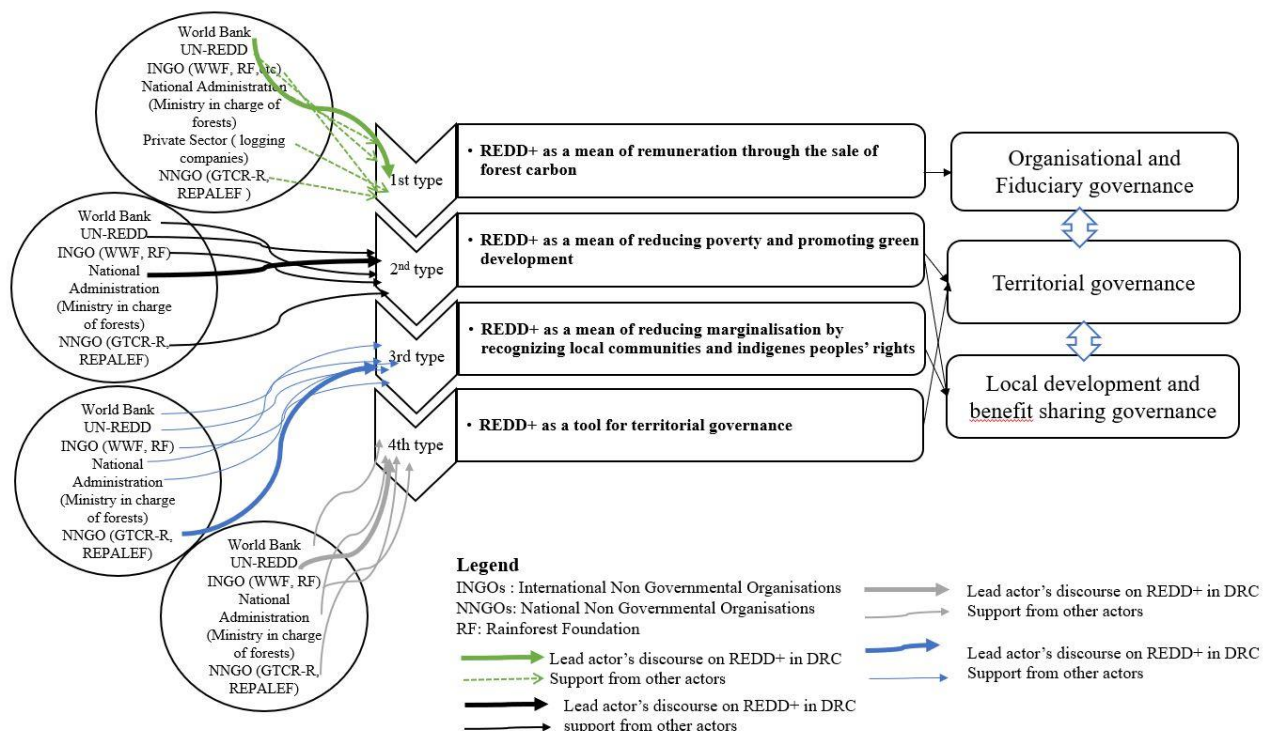 World Bank
UN-REDD
INGO (WWF, RF,etc)
National Administration
(Ministry in charge of
forests)
Private Sector ( logging
companies)
NNGO (GTCR-R,
REPALEF )
1st type
• REDD+ as a mean of remuneration through the sale of
forest carbon
Organisational and
Fiduciary governance
World Bank
UN-REDD
INGO (WWF, RF)
National
Administration
(Ministry in charge
of forests)
NNGO (GTCR-R,
REPALEF)
2nd type
• REDD+ as a mean of reducing poverty and promoting green
development
Territorial governance
3rd type
• REDD+ as a mean of reducing marginalisation by
recognizing local communities and indigenes peoples' rights
Local development and
benefit sharing governance
World Bank
UN-REDD
INGO (WWF, RF)
National
Administration
(Ministry in charge
of forests)
NNGO (GTCR-R,
REPALEF)
4th type
• REDD+ as a tool for territorial governance
World Bank
UN-REDD
INGO (WWF, RF)
National
Administration
(Ministry in charge
of forests)
NNGO (GTCR-R,
REPALEF)
Legend
INGOs : International Non Governmental Organisations
NNGOs: National Non Governmental Organisations
RF: Rainforest Foundation
Lead actor's discourse on REDD+ in DRC
Support from other actors
Lead actor's discourse on REDD+ in DRC
support from other actors
Lead actor's discourse on REDD+ in DRC
Support from other actors
Lead actor's discourse on REDD+ in DRC
Support from other actors